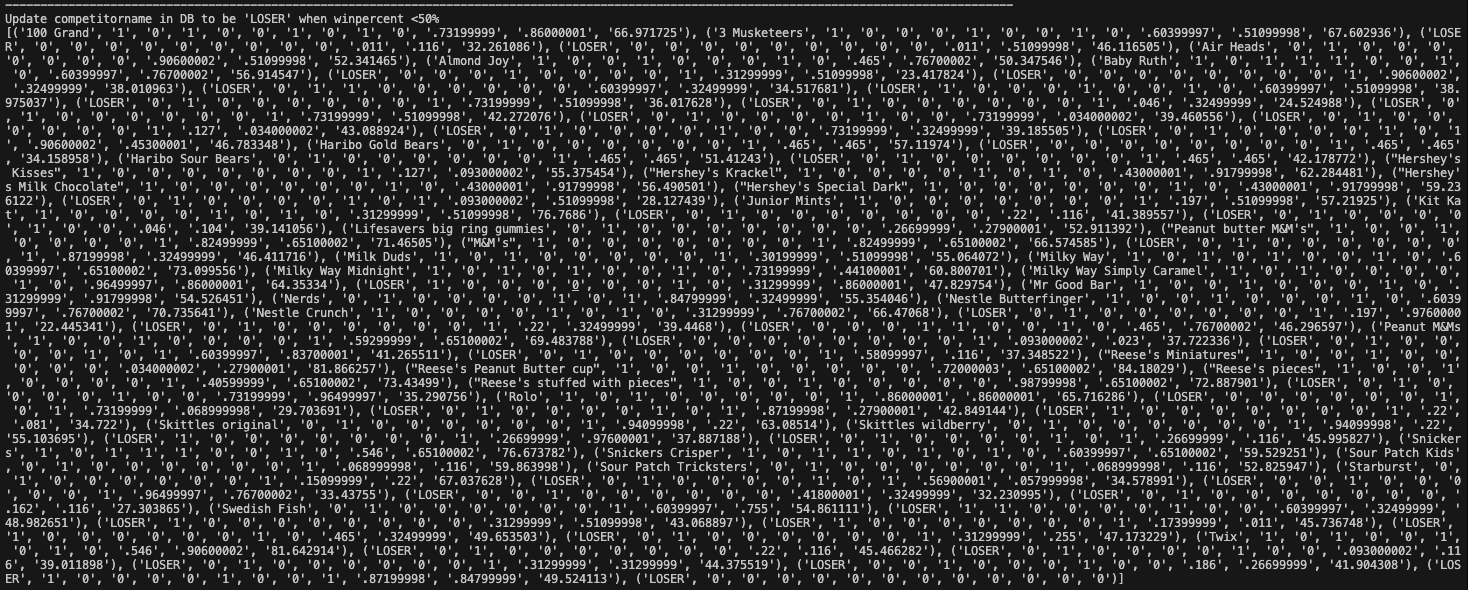 Update competitorname in DB to be 'LOSER' when winpercent <50%
[('100 Grand', '1', '0', '1', '0', '0', '1', '0', '1', '0', '.73199999', '.86000001', '66.971725'), ('3 Musketeers', '1', '0', '0', '0', '1', '0', '0', '1', '0', '.60399997', '.51099998', '67.602936'), ('LOSE
R', '0', '0', '0', '0', '0', '0', '0', '0', '0', '.011', '.116', '32.261086'), ('LOSER', '0', '0', '0', '0', '0', '0', '0', '0', '0', '.011', '.51099998', '46.116505'), ('Air Heads', '0', '1', '0', '0', '0',
'0', '0', '0', '0', '.90600002', '.51099998', '52.341465'), ('Almond Joy', '1', '0', '0', '1', '0', '0', '0', '1', '0', '.465', '.76700002', '50.347546'), ('Baby Ruth', '1', '0', '1', '1', '1', '0', '0', '1',
'0', '.60399997', '.76700002', '56.914547'), ('LOSER', '0', '0', '0', '1', '0', '0', '0', '0', '1', '.31299999', '.51099998', '23.417824'), ('LOSER', '0', '0', '0', '0', '0', '0', '0', '0', '1', '.90600002',
'.32499999', '38.010963'), ('LOSER', '0', '0', '1', '0', '0', '0', '0', '0', '0', '.60399997', '.32499999', '34.517681'), ('LOSER', '1', '0', '0', '0', '1', '0', '0', '1', '0', '.60399997', '.51099998', '38.
975037'), ('LOSER', '0', '1', '0', '0', '0', '0', '0', '0', '1', '.73199999', '.51099998', '36.017628'), ('LOSER', '0', '1', '0', '0', '0', '0', '0', '0', '1', '.046', '.32499999', '24.524988'), ('LOSER', '0'
, '1', '0', '0', '0', '0', '0', '0', '1', '.73199999', '.51099998', '42.272076'), ('LOSER', '0', '1', '0', '0', '0', '0', '1', '0', '0', '.73199999', '.034000002', '39.460556'), ('LOSER', '0', '1', '0', '0',
'0', '0', '0', '0', '1', '.127', '.034000002', '43.088924'), ('LOSER', '0', '1', '0', '0', '0', '0', '1', '0', '1', '.73199999', '.32499999', '39.185505'), ('LOSER', '0', '1', '0', '0', '0', '0', '1', '0', '1
', '.90600002', '.45300001', '46.783348'), ('Haribo Gold Bears', '0', '1', '0', '0', '0', '0', '0', '0', '1', '.465', '.465', '57.11974'), ('LOSER', '0', '0', '0', '0', '0', '0', '0', '0', '1', '.465', '.465'
, '34.158958'), ('Haribo Sour Bears', '0', '1', '0', '0', '0', '0', '0', '0', '1', '.465', '.465', '51.41243'), ('LOSER', '0', '1', '0', '0', '0', '0', '0', '0', '1', '.465', '.465', '42.178772'), ("Hershey's
 Kisses", '1', '0', '0', '0', '0', '0', '0', '0', '1', '.127', '.093000002', '55.375454'), ("Hershey's Krackel", '1', '0', '0', '0', '0', '1', '0', '1', '0', '.43000001', '.91799998', '62.284481'), ("Hershey'
s Milk Chocolate", '1', '0', '0', '0', '0', '0', '0', '1', '0', '.43000001', '.91799998', '56.490501'), ("Hershey's Special Dark", '1', '0', '0', '0', '0', '0', '0', '1', '0', '.43000001', '.91799998', '59.23
6122'), ('LOSER', '0', '1', '0', '0', '0', '0', '1', '0', '1', '.093000002', '.51099998', '28.127439'), ('Junior Mints', '1', '0', '0', '0', '0', '0', '0', '0', '1', '.197', '.51099998', '57.21925'), ('Kit Ka
t', '1', '0', '0', '0', '0', '1', '0', '1', '0', '.31299999', '.51099998', '76.7686'), ('LOSER', '0', '1', '0', '0', '0', '0', '0', '0', '0', '.22', '.116', '41.389557'), ('LOSER', '0', '1', '0', '0', '0', '0
', '0', '0', '0', '.046', '.104', '39.141056'), ('Lifesavers big ring gummies', '0', '1', '0', '0', '0', '0', '0', '0', '0', '.26699999', '.27900001', '52.911392'), ("Peanut butter M&M's", '1', '0', '0', '1',
'0', '0', '0', '0', '1', '.82499999', '.65100002', '71.46505'), ("M&M's", '1', '0', '0', '0', '0', '0', '0', '0', '1', '.82499999', '.65100002', '66.574585'), ('LOSER', '0', '1', '0', '0', '0', '0', '0', '0'
, '1', '.87199998', '.32499999', '46.411716'), ('Milk Duds', '1', '0', '1', '0', '0', '0', '0', '0', '1', '.30199999', '.51099998', '55.064072'), ('Milky Way', '1', '0', '1', '0', '1', '0', '0', '1', '0', '.6
0399997', '.65100002', '73.099556'), ('Milky Way Midnight', '1', '0', '1', '0', '1', '0', '0', '1', '0', '.73199999', '.44100001', '60.800701'), ('Milky Way Simply Caramel', '1', '0', '1', '0', '0', '0', '0',
'1', '0', '.96499997', '.86000001', '64.35334'), ('LOSER', '1', '0', '0', '0', '1', '0', '0', '1', '0', '.31299999', '.76700002', '47.829754'), ('Mr Good Bar', '1', '0', '0', '1', '0', '0', '0', '1', '0', '.
31299999', '.91799998', '54.526451'), ('Nerds', '0', '1', '0', '0', '0', '0', '1', '0', '1', '.84799999', '.32499999', '55.354046'), ('Nestle Butterfinger', '1', '0', '0', '1', '0', '0', '0', '1', '0', '.6039
9997', '.76700002', '70.735641'), ('Nestle Crunch', '1', '0', '0', '0', '0', '1', '0', '1', '0', '.31299999', '.76700002', '66.47068'), ('LOSER', '0', '1', '0', '0', '0', '0', '0', '0', '1', '.197', '.9760000
1', '22.445341'), ('LOSER', '0', '1', '0', '0', '0', '0', '0', '0', '1', '.22', '.32499999', '39.4468'), ('LOSER', '0', '0', '0', '0', '1', '1', '0', '0', '1', '.465', '.76700002', '46.296597'), ('Peanut M&Ms
', '1', '0', '0', '1', '0', '0', '0', '0', '1', '.59299999', '.65100002', '69.483788'), ('LOSER', '0', '0', '0', '0', '0', '0', '0', '0', '1', '.093000002', '.023', '37.722336'), ('LOSER', '0', '1', '0', '0',
'0', '0', '1', '0', '1', '.60399997', '.83700001', '41.265511'), ('LOSER', '0', '1', '0', '0', '0', '0', '0', '0', '1', '.58099997', '.116', '37.348522'), ("Reese's Miniatures", '1', '0', '0', '1', '0', '0',
'0', '0', '0', '.034000002', '.27900001', '81.866257'), ("Reese's Peanut Butter cup", '1', '0', '0', '1', '0', '0', '0', '0', '0', '.72000003', '.65100002', '84.18029'), ("Reese's pieces", '1', '0', '0', '1'
, '0', '0', '0', '0', '1', '.40599999', '.65100002', '73.43499'), ("Reese's stuffed with pieces", '1', '0', '0', '1', '0', '0', '0', '0', '0', '.98799998', '.65100002', '72.887901'), ('LOSER', '0', '1', '0',
'0', '0', '0', '0', '0', '0', '.73199999', '.96499997', '35.290756'), ('Rolo', '1', '0', '1', '0', '0', '0', '0', '0', '1', '.86000001', '.86000001', '65.716286'), ('LOSER', '0', '0', '0', '0', '0', '0', '1',
'0', '1', '.73199999', '.068999998', '29.703691'), ('LOSER', '0', '1', '0', '0', '0', '0', '0', '0', '1', '.87199998', '.27900001', '42.849144'), ('LOSER', '0', '1', '0', '0', '0', '0', '1', '0', '0', '.22',
'.081', '34.722'), ('Skittles original', '0', '1', '0', '0', '0', '0', '0', '0', '1', '.94099998', '.22', '63.08514'), ('Skittles wildberry', '0', '1', '0', '0', '0', '0', '0', '0', '1', '.94099998', '.22',
'55.103695'), ('LOSER', '1', '0', '0', '0', '0', '0', '0', '0', '1', '.26699999', '.97600001', '37.887188'), ('LOSER', '0', '1', '0', '0', '0', '0', '1', '0', '0', '.26699999', '.116', '45.995827'), ('Snicker
s', '1', '0', '1', '1', '1', '0', '0', '1', '0', '.546', '.65100002', '76.673782'), ('Snickers Crisper', '1', '0', '1', '1', '0', '1', '0', '1', '0', '.60399997', '.65100002', '59.529251'), ('Sour Patch Kids'
, '0', '1', '0', '0', '0', '0', '0', '0', '1', '.068999998', '.116', '59.863998'), ('Sour Patch Tricksters', '0', '1', '0', '0', '0', '0', '0', '0', '1', '.068999998', '.116', '52.825947'), ('Starburst', '0',
'1', '0', '0', '0', '0', '0', '0', '1', '.15099999', '.22', '67.037628'), ('LOSER', '0', '1', '0', '0', '0', '0', '1', '0', '0', '.56900001', '.057999998', '34.578991'), ('LOSER', '0', '0', '1', '0', '0', '0
', '0', '0', '0', '.96499997', '.76700002', '33.43755'), ('LOSER', '0', '0', '1', '0', '0', '0', '1', '0', '0', '.41800001', '.32499999', '32.230995'), ('LOSER', '0', '1', '0', '0', '0', '0', '0', '0', '0', '
.162', '.116', '27.303865'), ('Swedish Fish', '0', '1', '0', '0', '0', '0', '0', '0', '1', '.60399997', '.755', '54.861111'), ('LOSER', '0', '1', '0', '0', '0', '0', '1', '0', '0', '.60399997', '.32499999', '
48.982651'), ('LOSER', '1', '0', '0', '0', '0', '0', '0', '0', '1', '.31299999', '.51099998', '43.068897'), ('LOSER', '1', '0', '0', '0', '0', '0', '0', '0', '1', '.17399999', '.011', '45.736748'), ('LOSER',
'1', '0', '0', '0', '0', '0', '0', '1', '0', '.465', '.32499999', '49.653503'), ('LOSER', '1', '1', '0', '0', '0', '0', '0', '0', '1', '.31299999', '.255', '47.173229'), ('Twix', '1', '0', '1', '0', '0', '1',
'0', '1', '0', '.546', '.90600002', '81.642914'), ('LOSER', '0', '1', '0', '0', '0', '0', '0', '0', '0', '.22', '.116', '45.466282'), ('LOSER', '0', '1', '0', '0', '0', '0', '1', '0', '0', '.093000002', '.11
6', '39.011898'), ('LOSER', '0', '1', '0', '0', '0', '0', '0', '0', '1', '.31299999', '.31299999', '44.375519'), ('LOSER', '0', '1', '0', '0', '0', '0', '1', '0', '0', '.186', '.26699999', '41.904308'), ('LOS
ER', '1', '0', '0', '0', '0', '1', '0', '0', '1', '.87199998', '.84799999', '49.524113'), ('LOSER', '0', '0', '0', '0', '0', '0', '0', '0', '0', '0', '0', '0')]